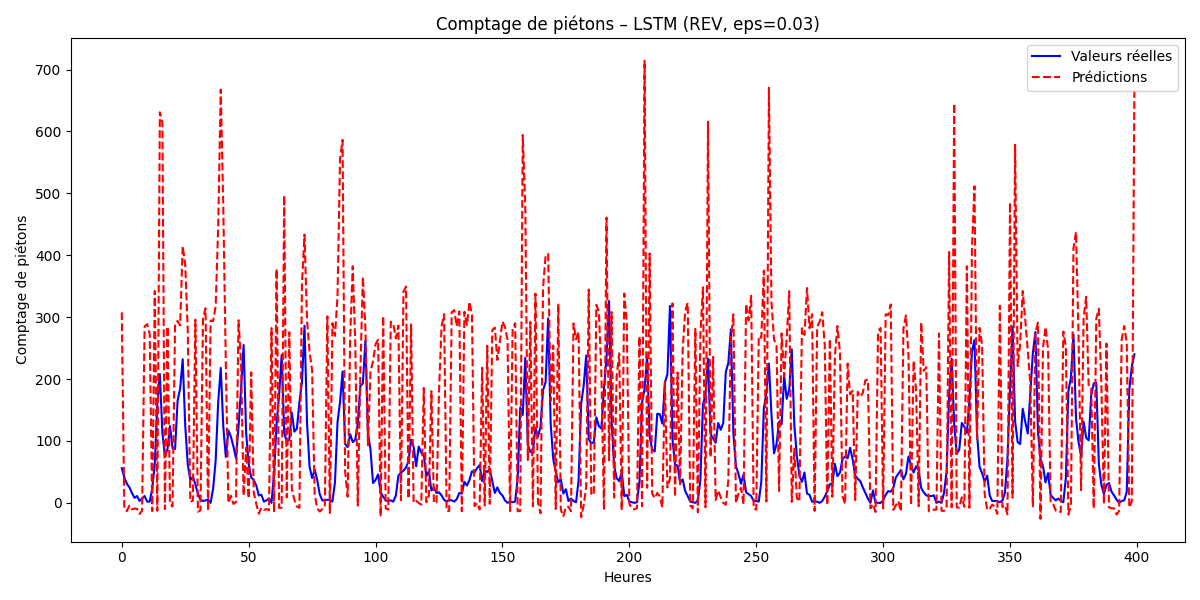 Comptage de piétons – LSTM (REV, eps=0.03)
Valeurs réelles
Prédictions
Comptage de piétons
700
600
500
400
300
200
100
0
0 50 100 150 200 250 300 350 400
Heures